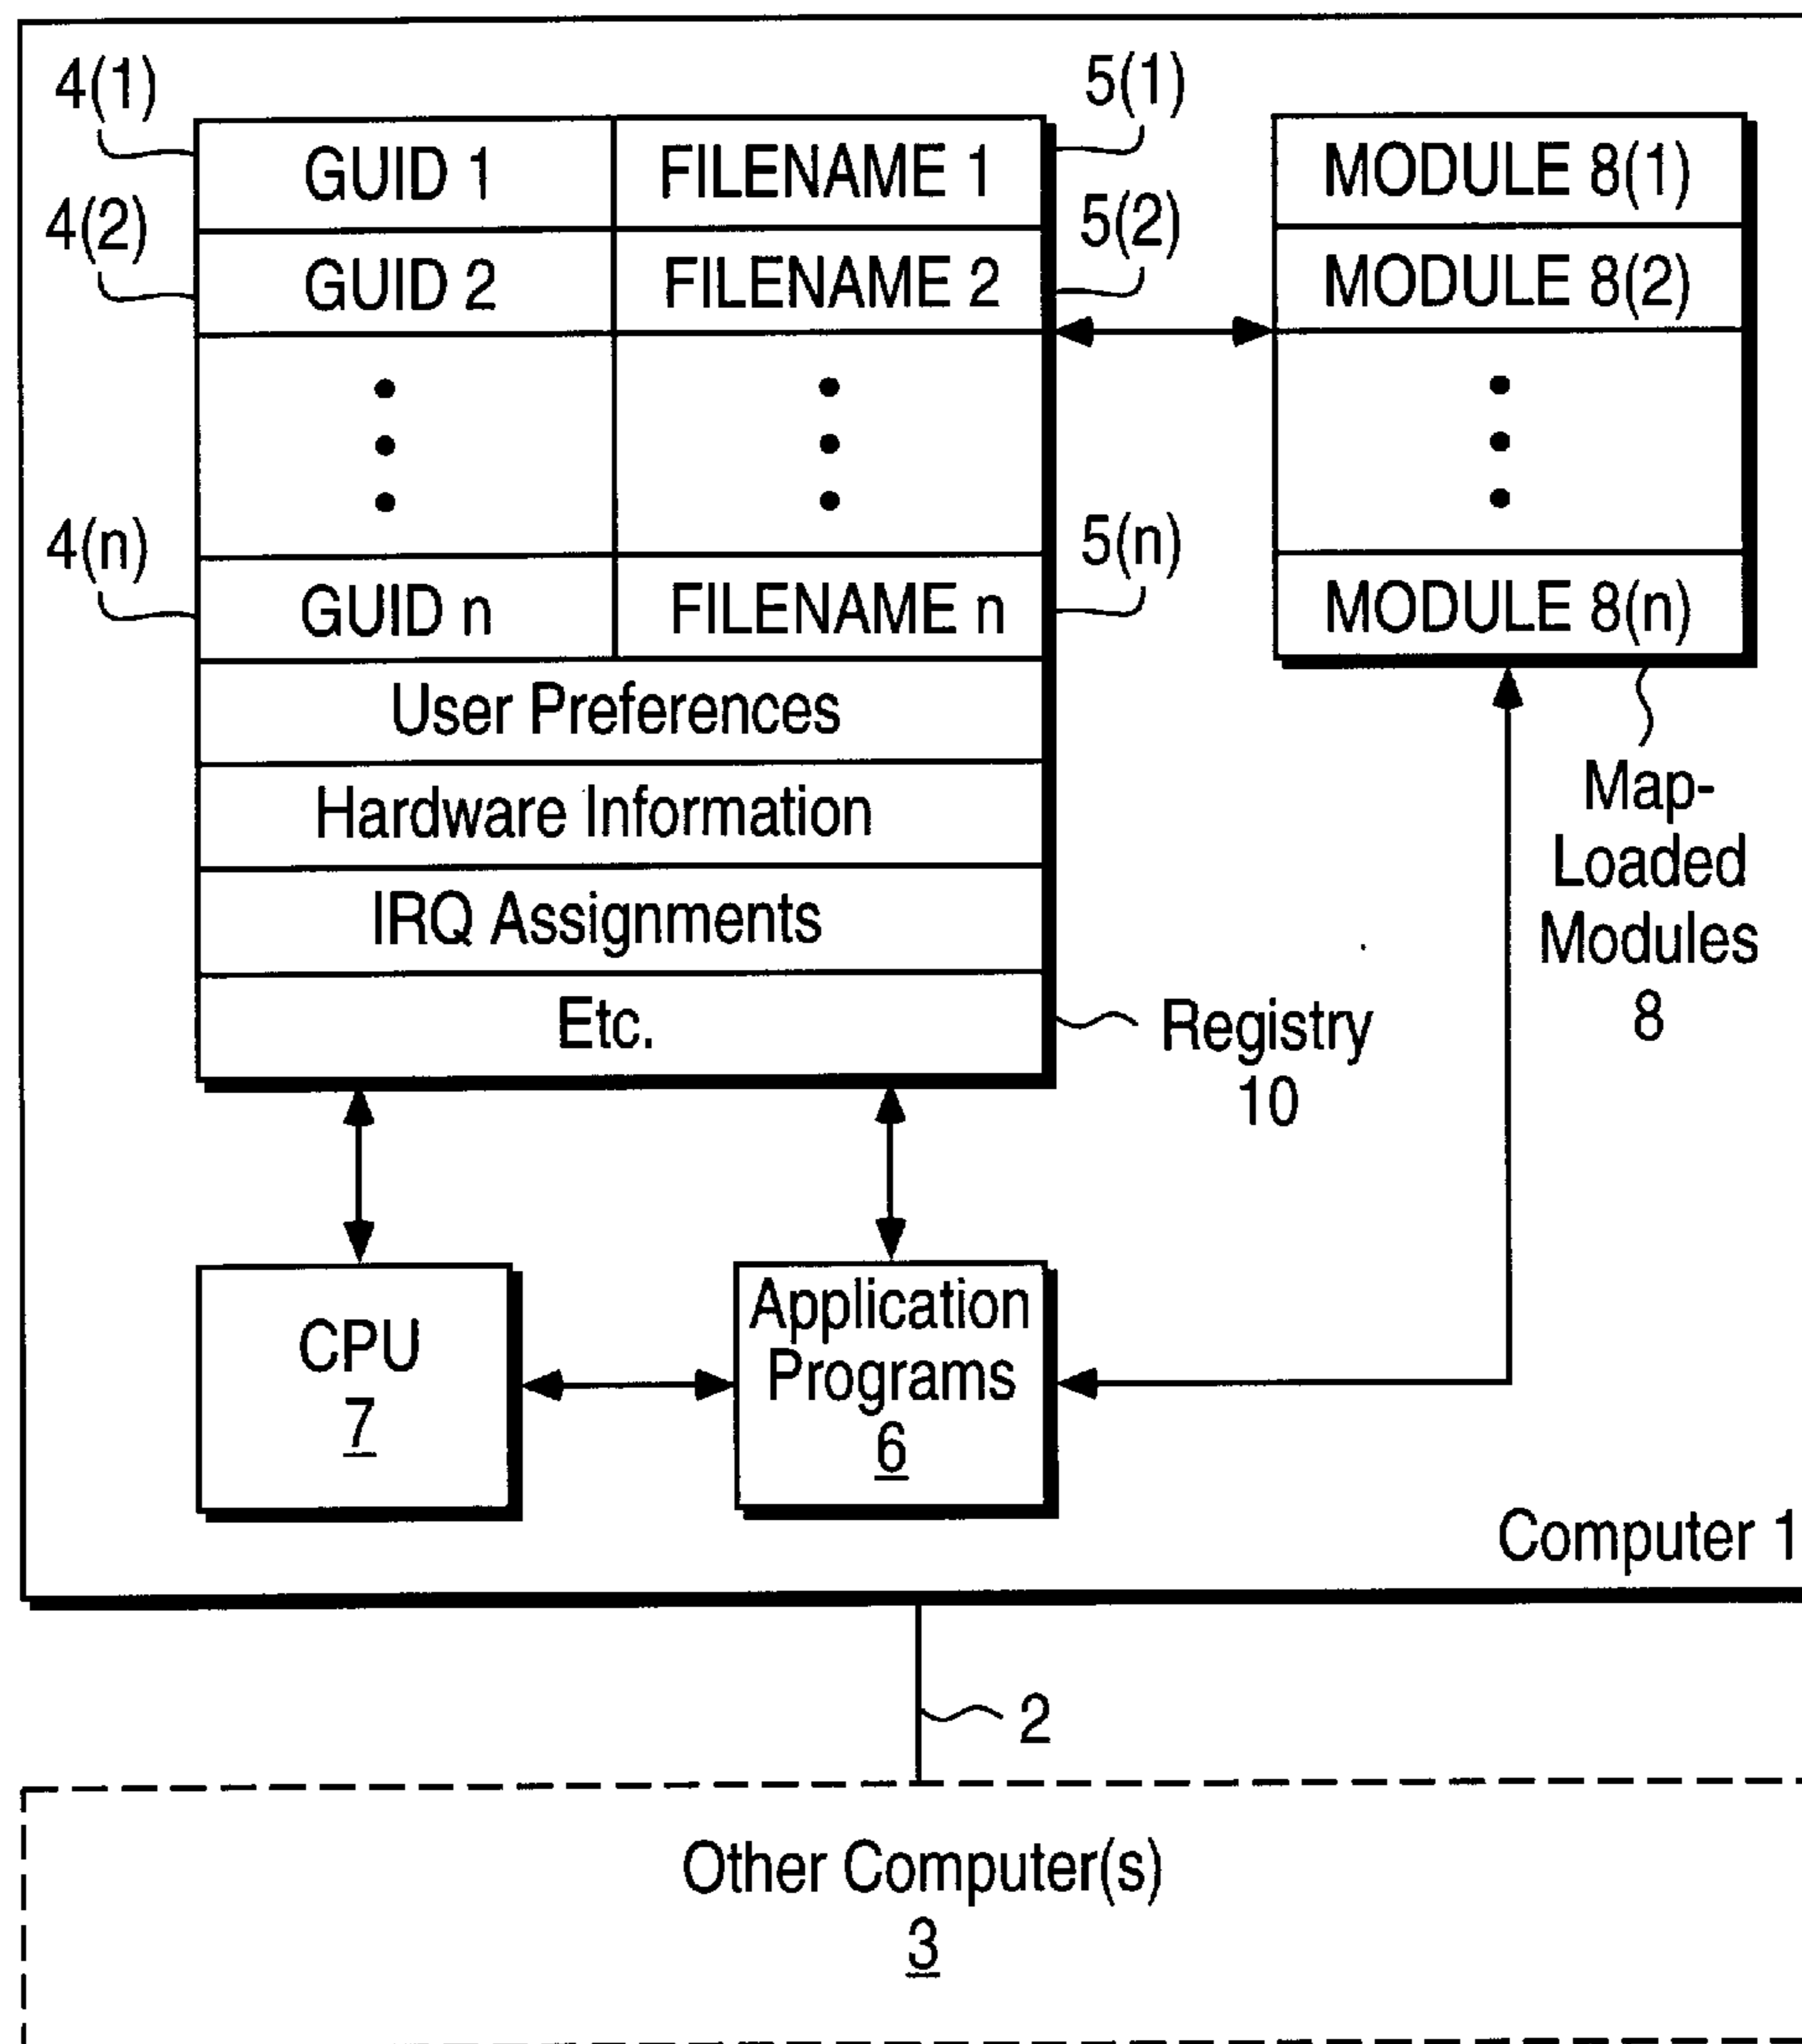 4(1)
5(1)
GUID 1
FILENAME 1
MODULE 8(1)
4(2)
5(2)
GUID 2
FILENAME 2
MODULE 8(2)
4(n)
5(n)
GUID n
FILENAME n
MODULE 8(n)
User Preferences
Hardware Information
IRQ Assignments
Etc.
Map-
Loaded
Modules
8
Registry
10
CPU
7
Application
Programs
6
Computer 1
2
Other Computer(s)
3